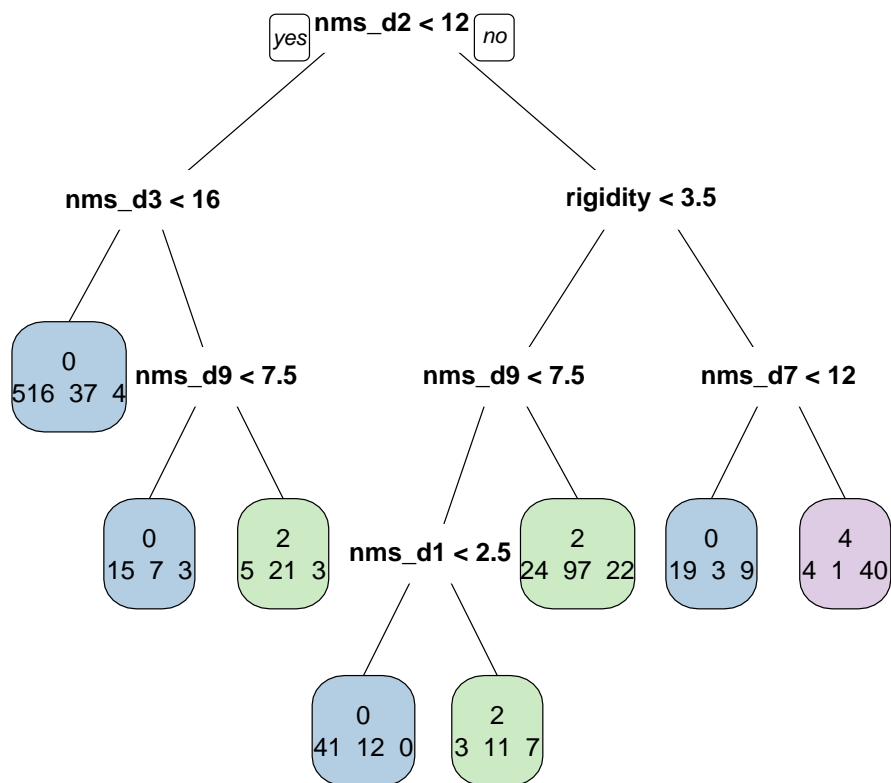 yes nms_d2 < 12 no
nms_d3 < 16
rigidity < 3.5
0
516 37 4
nms_d9 < 7.5
nms_d9 < 7.5
nms_d7 < 12
0
15 7 3
2
5 21 3
nms_d1 < 2.5
2
24 97 22
0
19 3 9
4
4 1 40
0
41 12 0
2
3 11 7